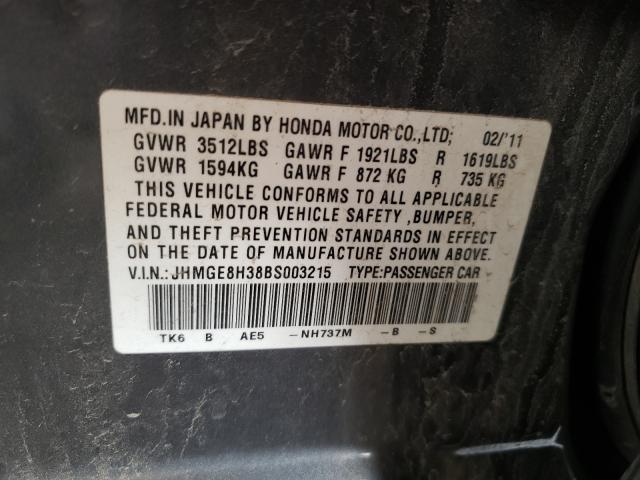 MFD.IN JAPAN BY HONDA MOTOR CO.,LTD; 02/'11
GVWR 3512LBS GAWR F 1921LBS R 1619LBS
GVWR 1594KG GAWR F 872 KG R 735 KG
THIS VEHICLE CONFORMS TO ALL APPLICABLE
FEDERAL MOTOR VEHICLE SAFETY ,BUMPER,
AND THEFT PREVENTION STANDARDS IN EFFECT
ON THE DATE OF MANUFACTURE SHOWN ABOVE.
V.I.N.:JHMGE8H38BS003215 TYPE:PASSENGER CAR
TK6 B AE5 -NH737M -B -S